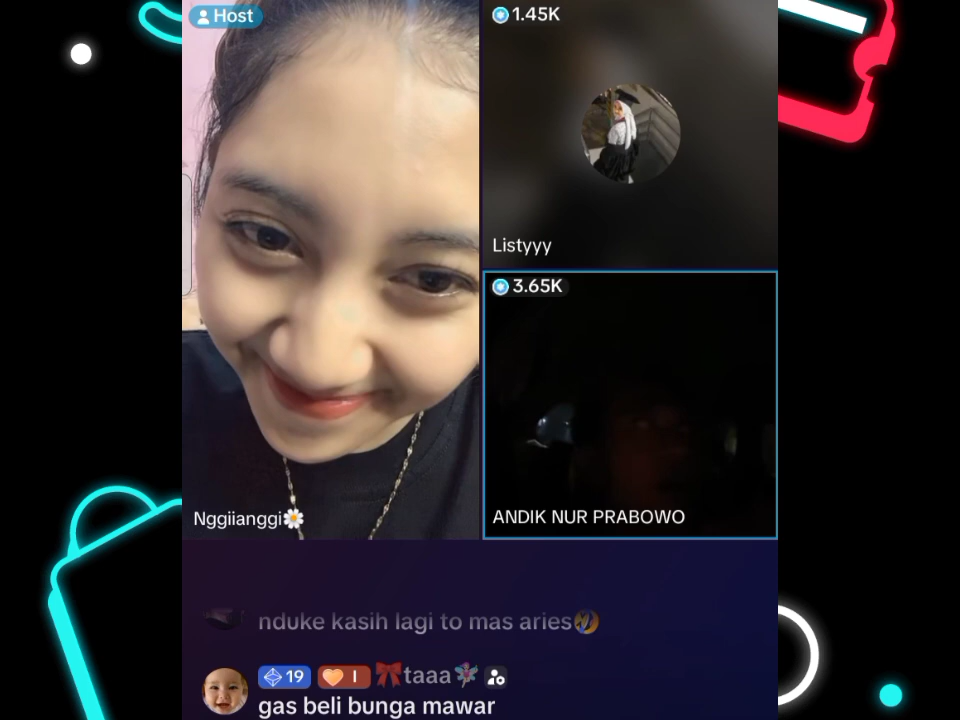 Host
1.45K
Listyyy
3.65K
Nggiianggi🌼
ANDIK NUR PRABOWO
nduke kasih lagi to mas aries🤣
19 I 🎀taaa🧚
gas beli bunga mawar